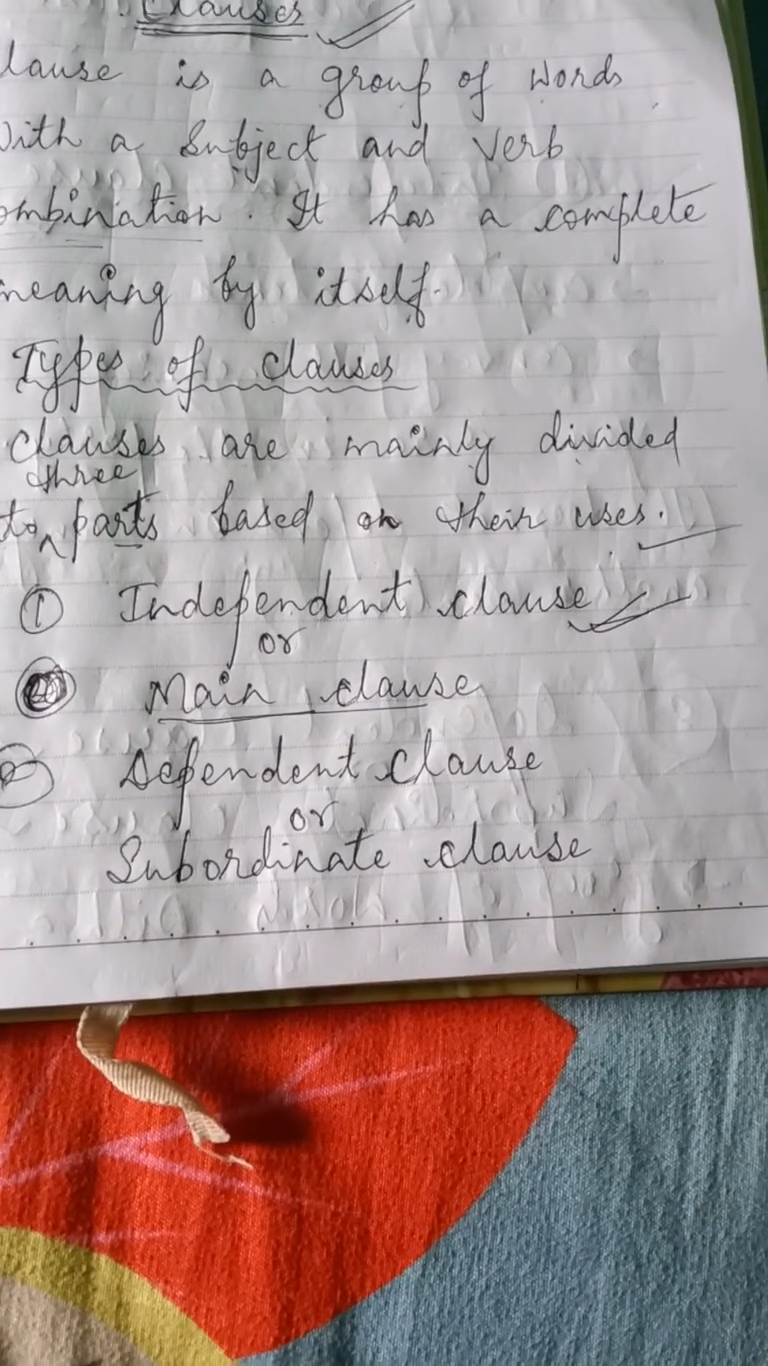 Clauses
lause is a group of words
with a Subject and verb
ombination. It has a complete
meaning by itself.
Types of clauses
clauses are mainly divided
three
to ^ parts based on their uses.
① Independent clause
or
Main clause
② Dependent clause
or
Subordinate clause